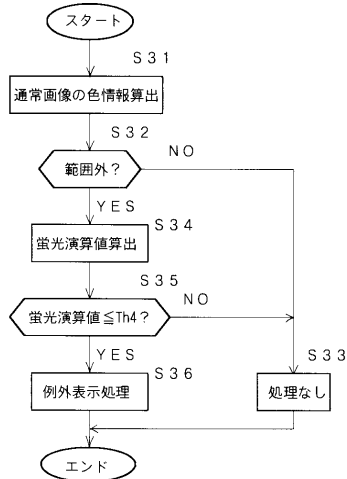 スタート
S31
通常画像の色情報算出
S32
範囲外？
NO
YES
S34
蛍光演算値算出
S35
蛍光演算値≦Th4？
NO
YES
S36
例外表示処理
S33
処理なし
エンド